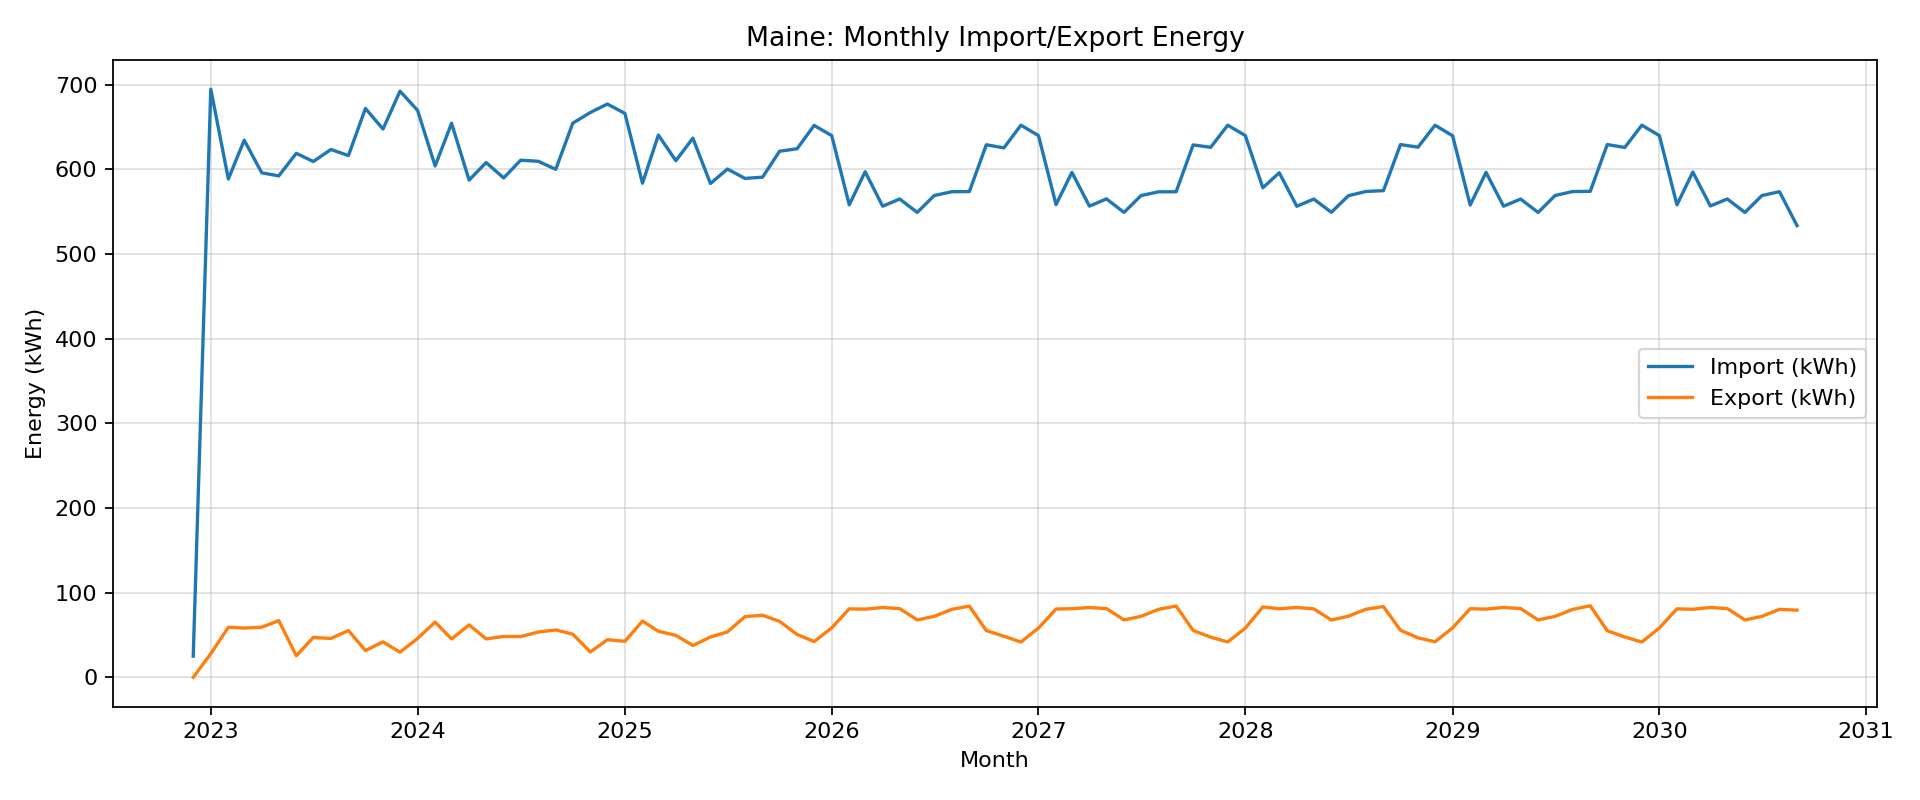 Maine: Monthly Import/Export Energy
Energy (kWh)
700
600
500
400
300
200
100
0
Import (kWh)
Export (kWh)
2023 2024 2025 2026 2027 2028 2029 2030 2031
Month